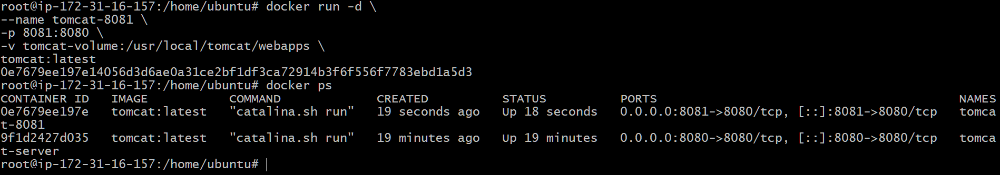 root@ip-172-31-16-157:/home/ubuntu# docker run -d \
--name tomcat-8081 \
-p 8081:8080 \
-v tomcat-volume:/usr/local/tomcat/webapps \
tomcat:latest
0e7679ee197e14056d3d6ae0a31ce2bf1df3ca72914b3f6f556f7783ebd1a5d3
root@ip-172-31-16-157:/home/ubuntu# docker ps
CONTAINER ID   IMAGE           COMMAND             CREATED          STATUS          PORTS                                         NAMES
0e7679ee197e   tomcat:latest   "catalina.sh run"   19 seconds ago   Up 18 seconds   0.0.0.0:8081->8080/tcp, [::]:8081->8080/tcp   tomca
t-8081
9f1d2427d035   tomcat:latest   "catalina.sh run"   19 minutes ago   Up 19 minutes   0.0.0.0:8080->8080/tcp, [::]:8080->8080/tcp   tomca
t-server
root@ip-172-31-16-157:/home/ubuntu#